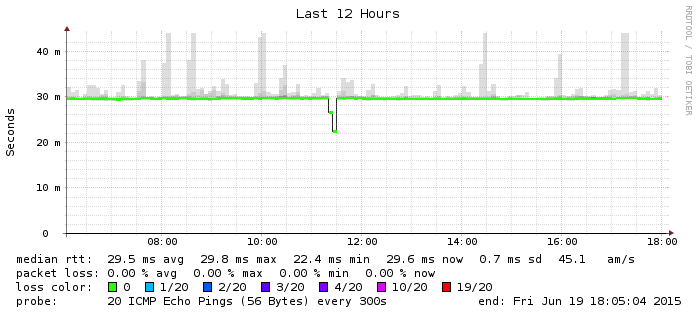 Last 12 Hours
RRDTOOL / TOBI OETIKER
Seconds
40 m
30 m
20 m
10 m
0
08:00 10:00 12:00 14:00 16:00 18:00
median rtt: 29.5 ms avg 29.8 ms max 22.4 ms min 29.6 ms now 0.7 ms sd 45.1 am/s
packet loss: 0.00 % avg 0.00 % max 0.00 % min 0.00 % now
loss color: 0 1/20 2/20 3/20 4/20 10/20 19/20
probe: 20 ICMP Echo Pings (56 Bytes) every 300s end: Fri Jun 19 18:05:04 2015